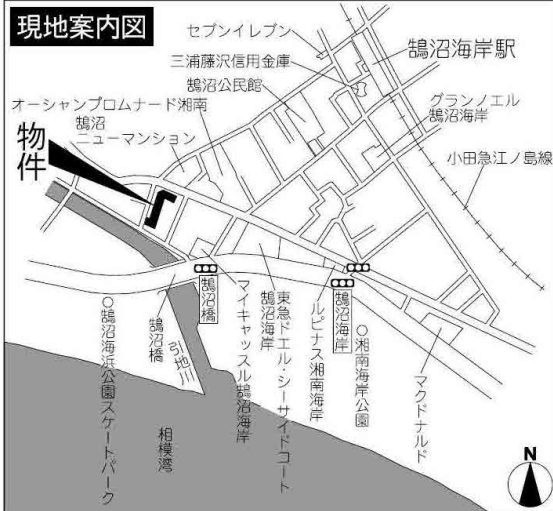 現地案内図
セブンイレブン
三浦藤沢信用金庫
鵠沼海岸駅
鵠沼公民館
オーシャンプロムナード湘南
グランノエル
鵠沼海岸
鵠沼
ニューマンション
物件
小田急江ノ島線
鵠沼橋
鵠沼海岸
○鵠沼海浜公園スケートパーク
鵠沼橋
引地川
マイキャッスル鵠沼海岸
東急ドエル・シーサイドコート
鵠沼海岸
ルピナス湘南海岸
○湘南海岸公園
マクドナルド
相模湾
N